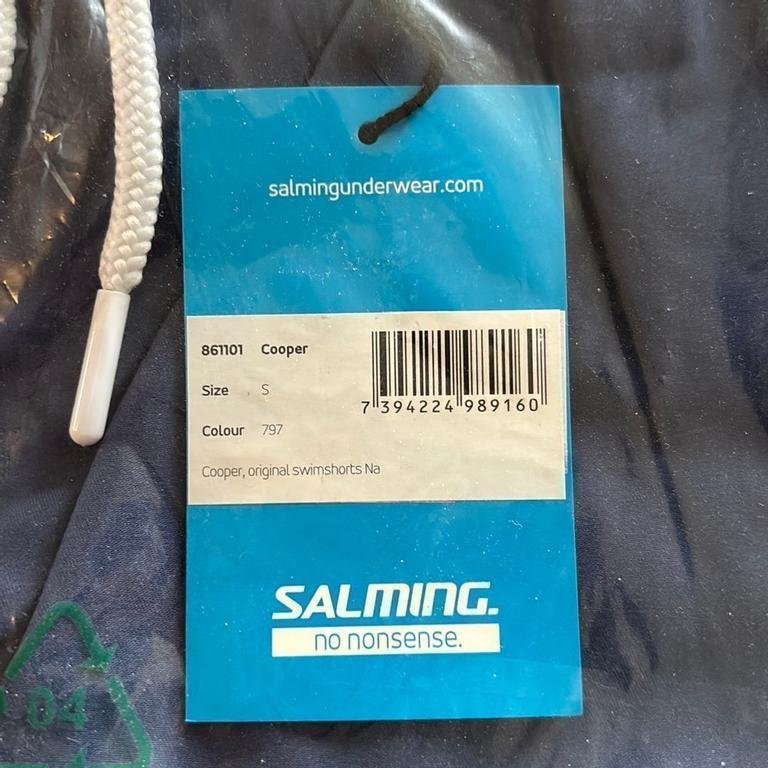 salmingunderwear.com
861101 Cooper
Size S
Colour 797
7 394224 989160
Cooper, original swimshorts Na
SALMING.
no nonsense.
04